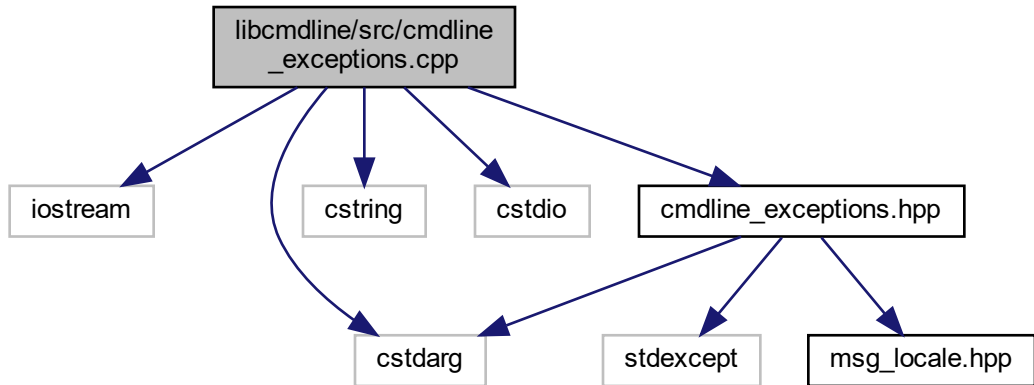 libcmdline/src/cmdline
_exceptions.cpp
iostream
cstring
cstdio
cmdline_exceptions.hpp
cstdarg
stdexcept
msg_locale.hpp